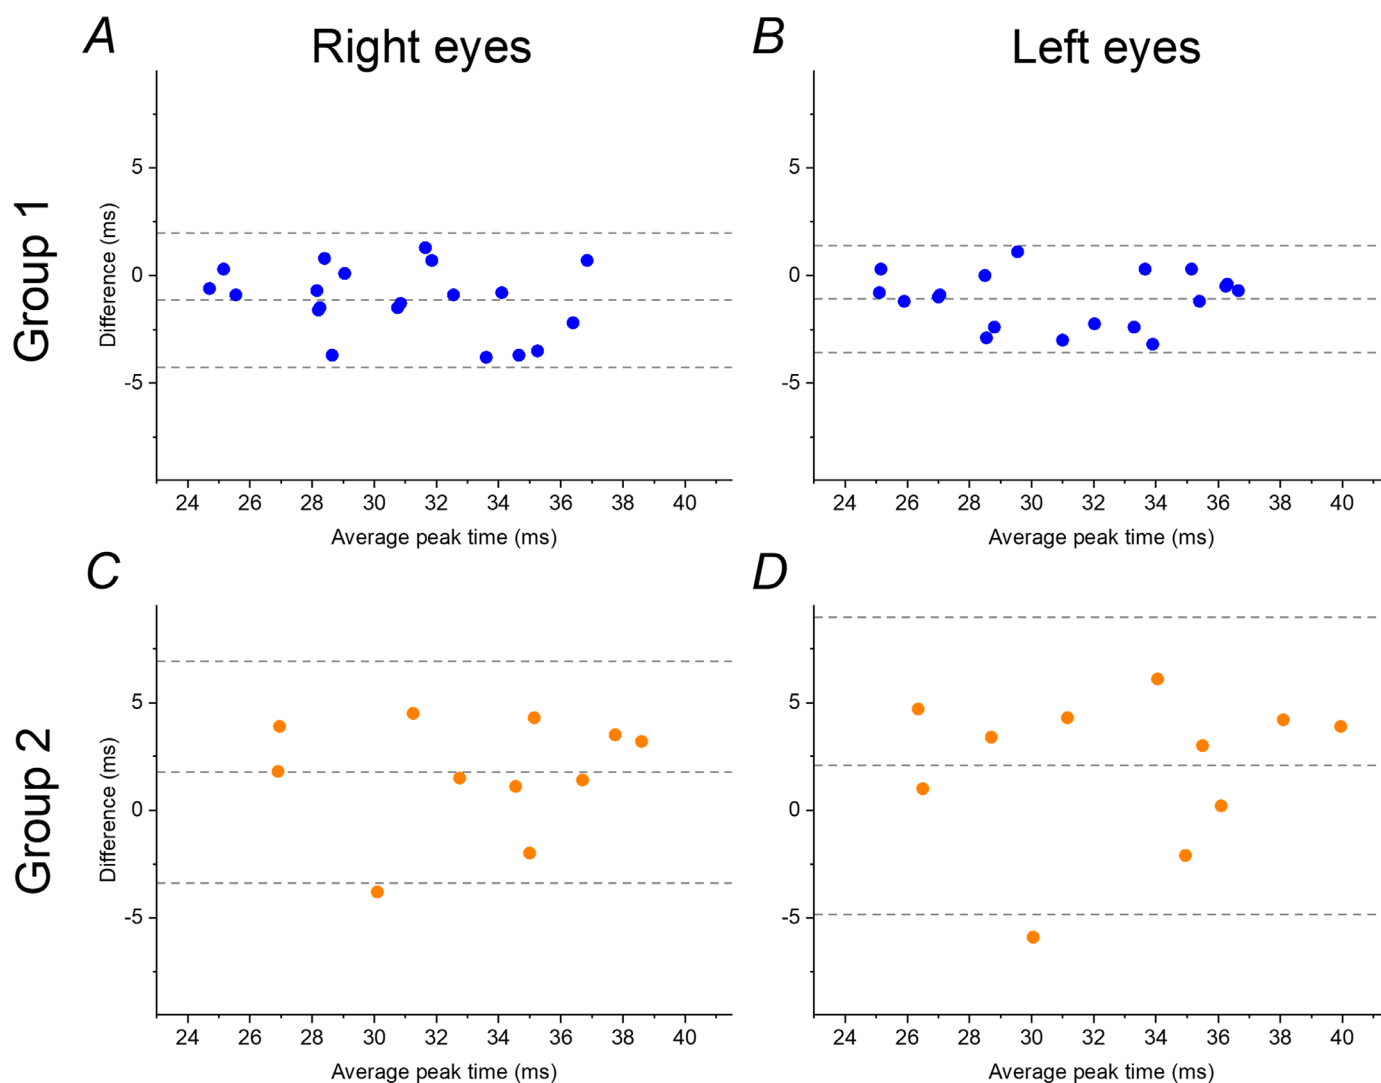 A
Right eyes
B
Left eyes
Group 1
Difference (ms)
5
0
-5
24 26 28 30 32 34 36 38 40
Average peak time (ms)
5
0
-5
24 26 28 30 32 34 36 38 40
Average peak time (ms)
C
D
Group 2
Difference (ms)
5
0
-5
24 26 28 30 32 34 36 38 40
Average peak time (ms)
5
0
-5
24 26 28 30 32 34 36 38 40
Average peak time (ms)